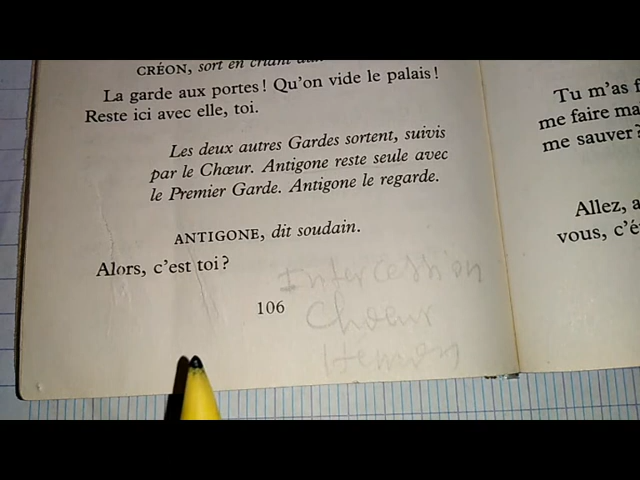 CRÉON, sort en criant aux
La garde aux portes! Qu'on vide le palais!
Reste ici avec elle, toi.
Les deux autres Gardes sortent, suivis
par le Chœur. Antigone reste seule avec
le Premier Garde. Antigone le regarde.
ANTIGONE, dit soudain.
Alors, c'est toi?
106
Intercession
Chœur
Hemon
Tu m'as f
me faire ma
me sauver?
Allez, a
vous, c'é